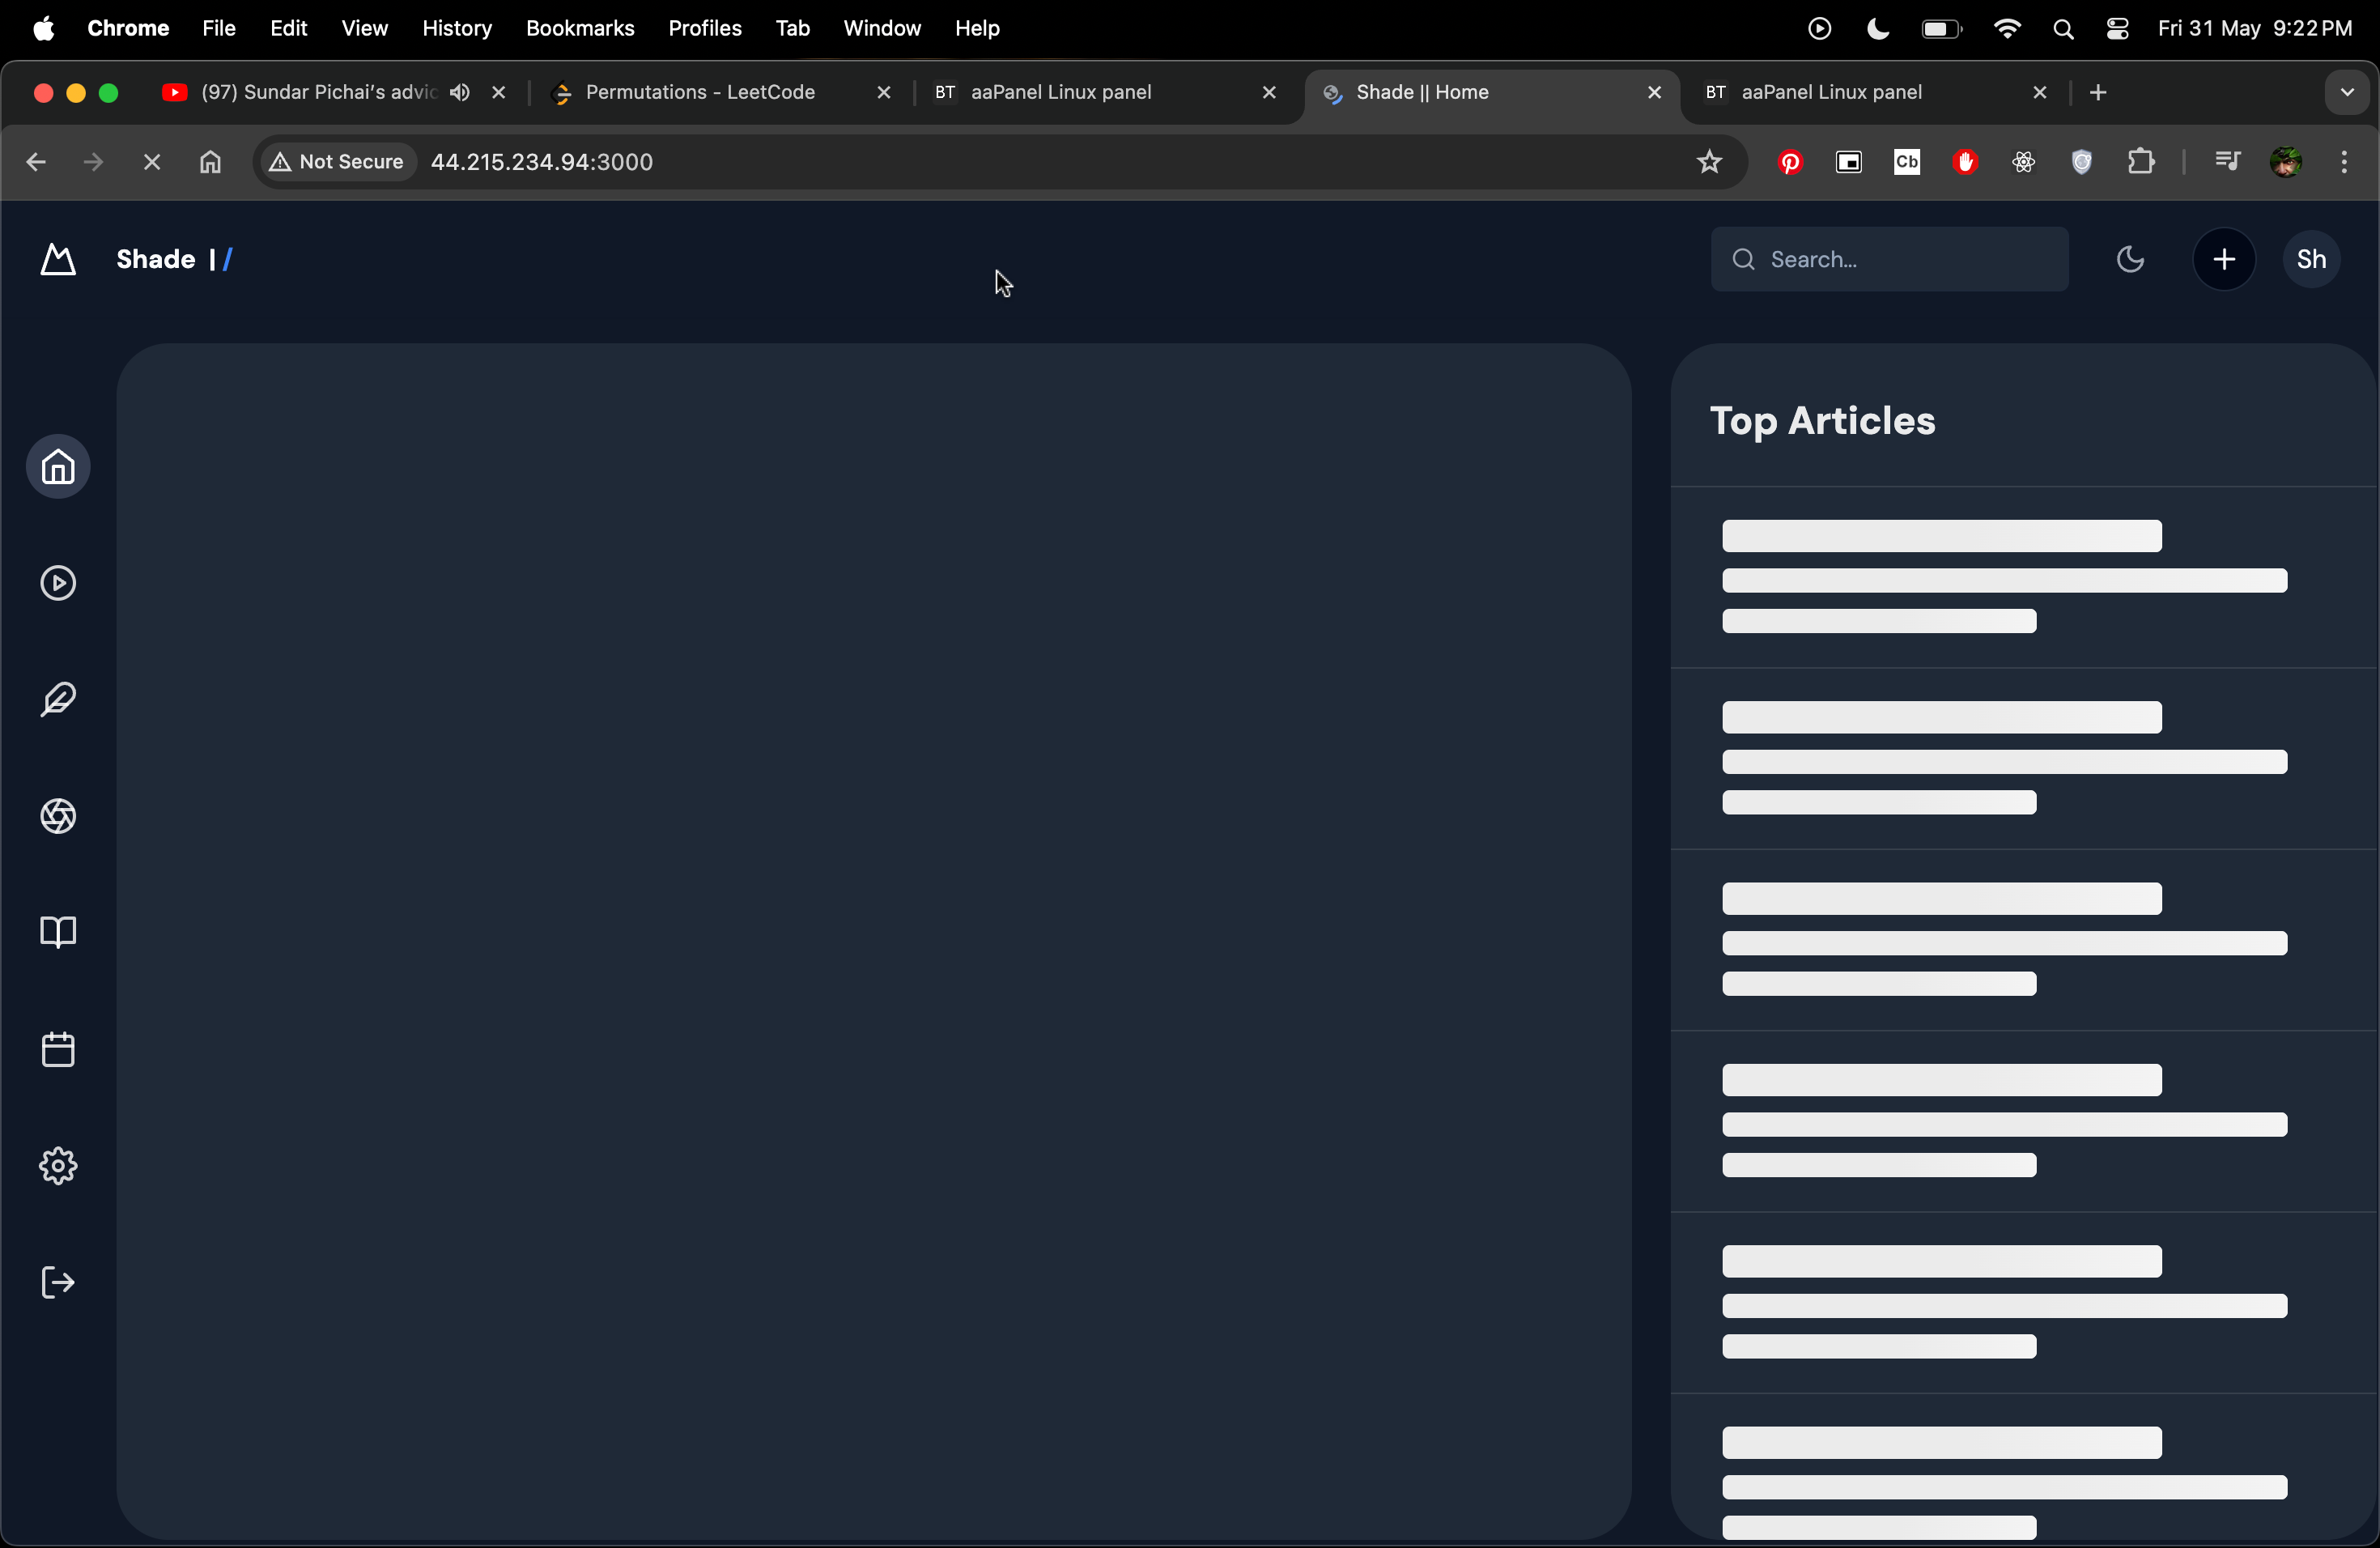 Chrome File Edit View History Bookmarks Profiles Tab Window Help Fri 31 May 9:22 PM
(97) Sundar Pichai's advic Permutations - LeetCode BT aaPanel Linux panel Shade || Home BT aaPanel Linux panel
Not Secure 44.215.234.94:3000 Cb
Shade | / Search... Sh
Top Articles